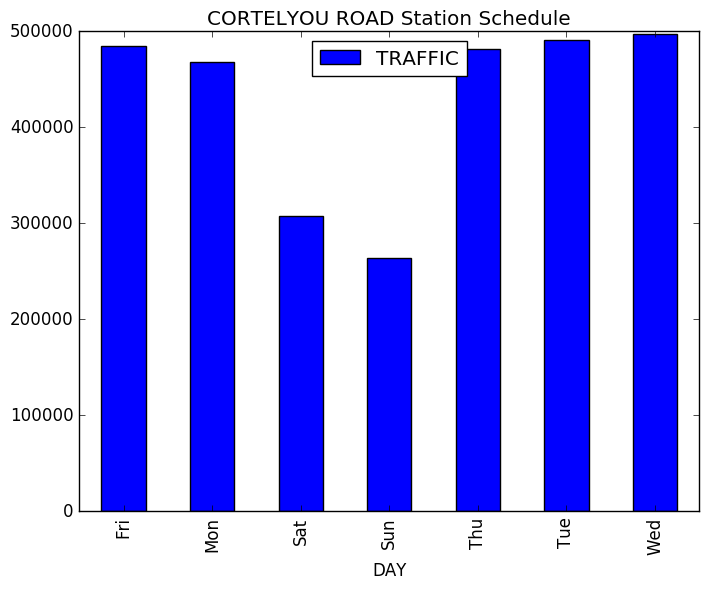 CORTELYOU ROAD Station Schedule
TRAFFIC
500000
400000
300000
200000
100000
0
Fri
Mon
Sat
Sun
Thu
Tue
Wed
DAY